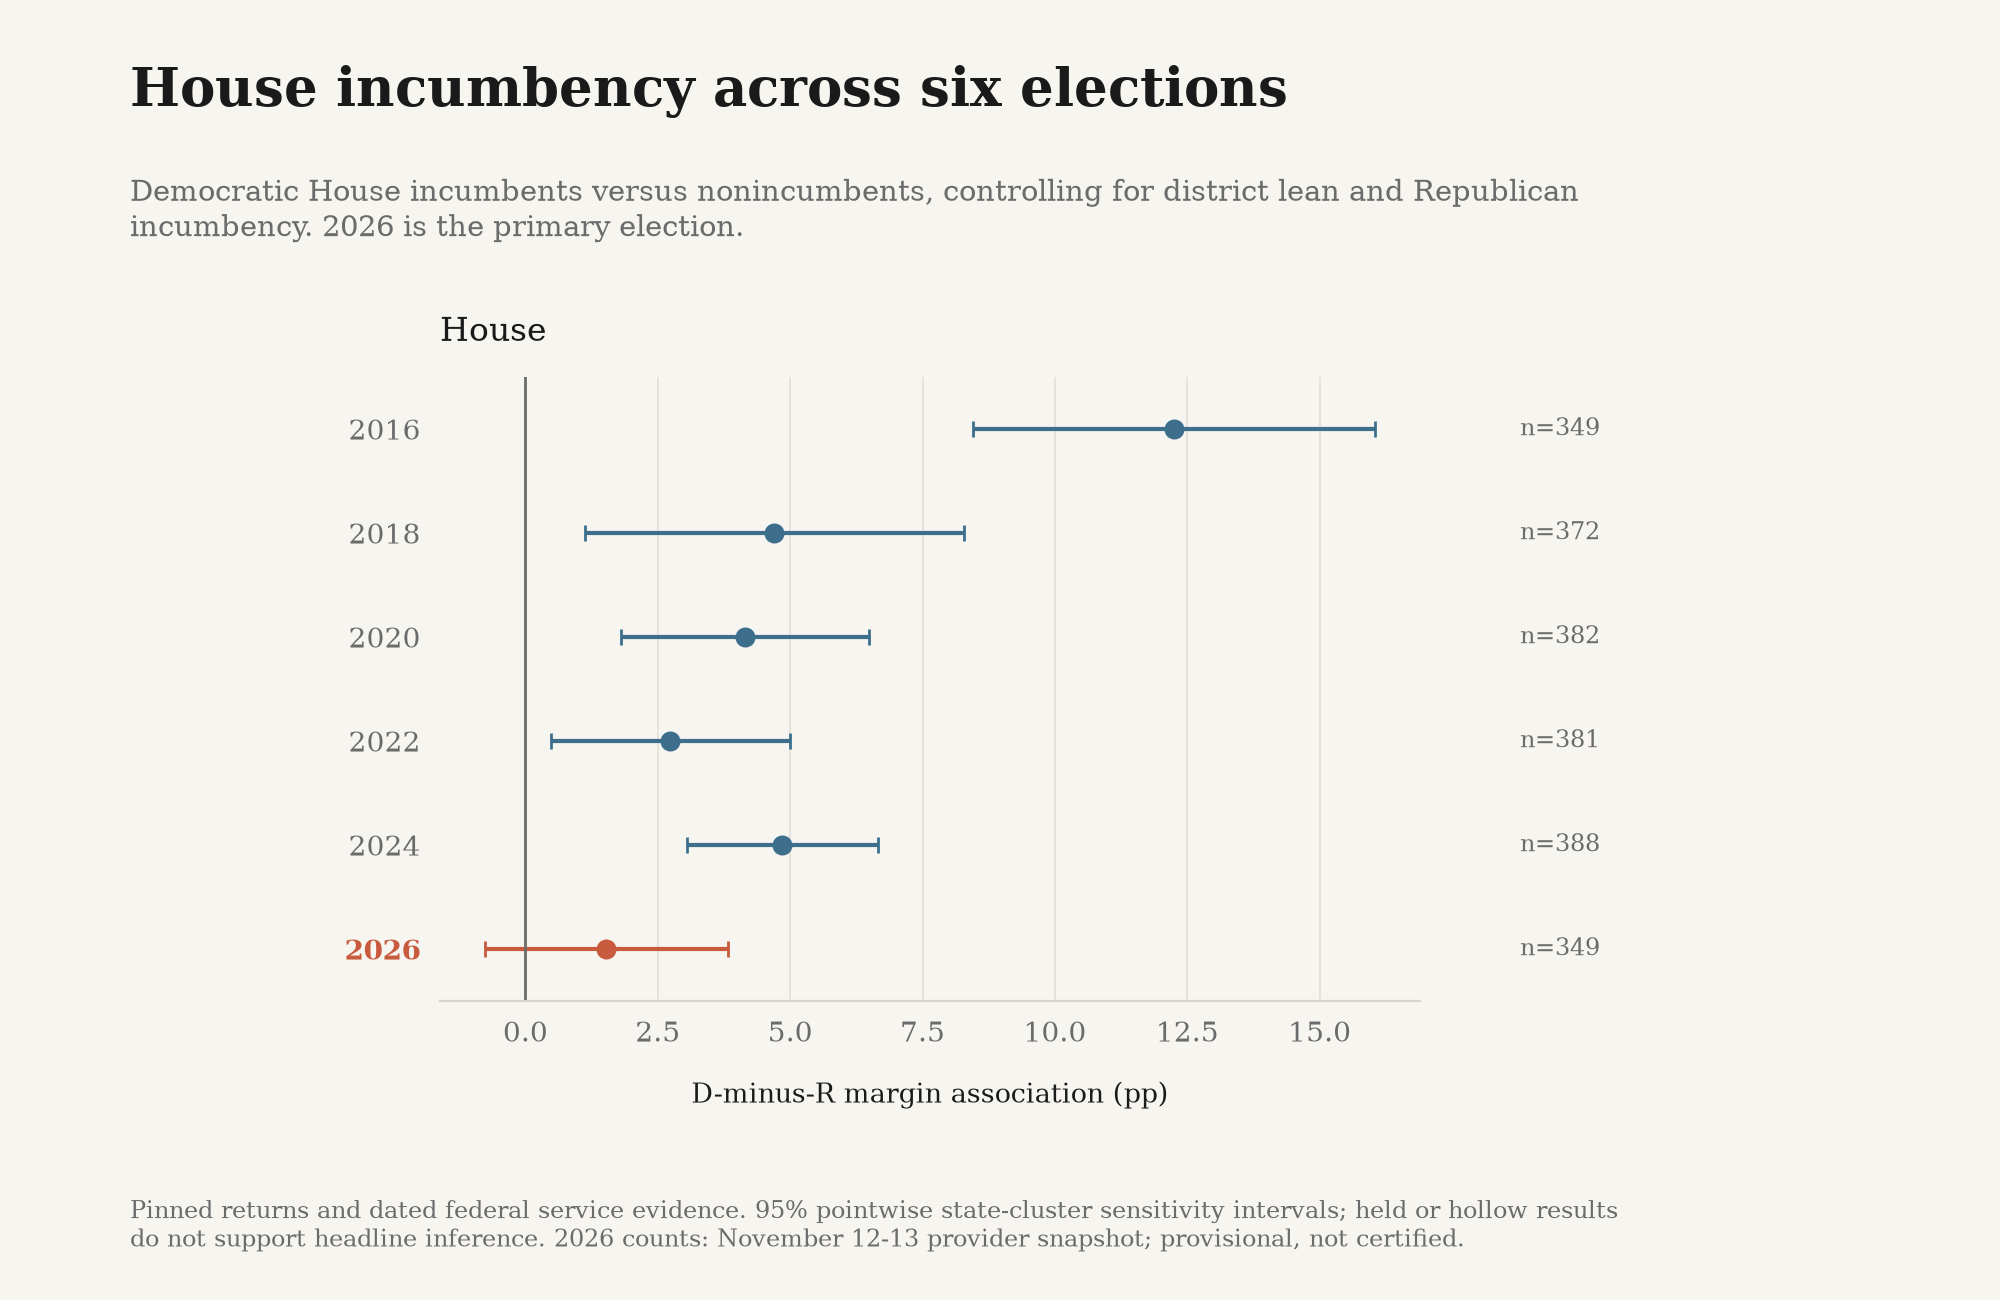 House incumbency across six elections
Democratic House incumbents versus nonincumbents, controlling for district lean and Republican
incumbency. 2026 is the primary election.
House
2016
n=349
2018
n=372
2020
n=382
2022
n=381
2024
n=388
2026
n=349
0.0 2.5 5.0 7.5 10.0 12.5 15.0
D-minus-R margin association (pp)
Pinned returns and dated federal service evidence. 95% pointwise state-cluster sensitivity intervals; held or hollow results
do not support headline inference. 2026 counts: November 12-13 provider snapshot; provisional, not certified.